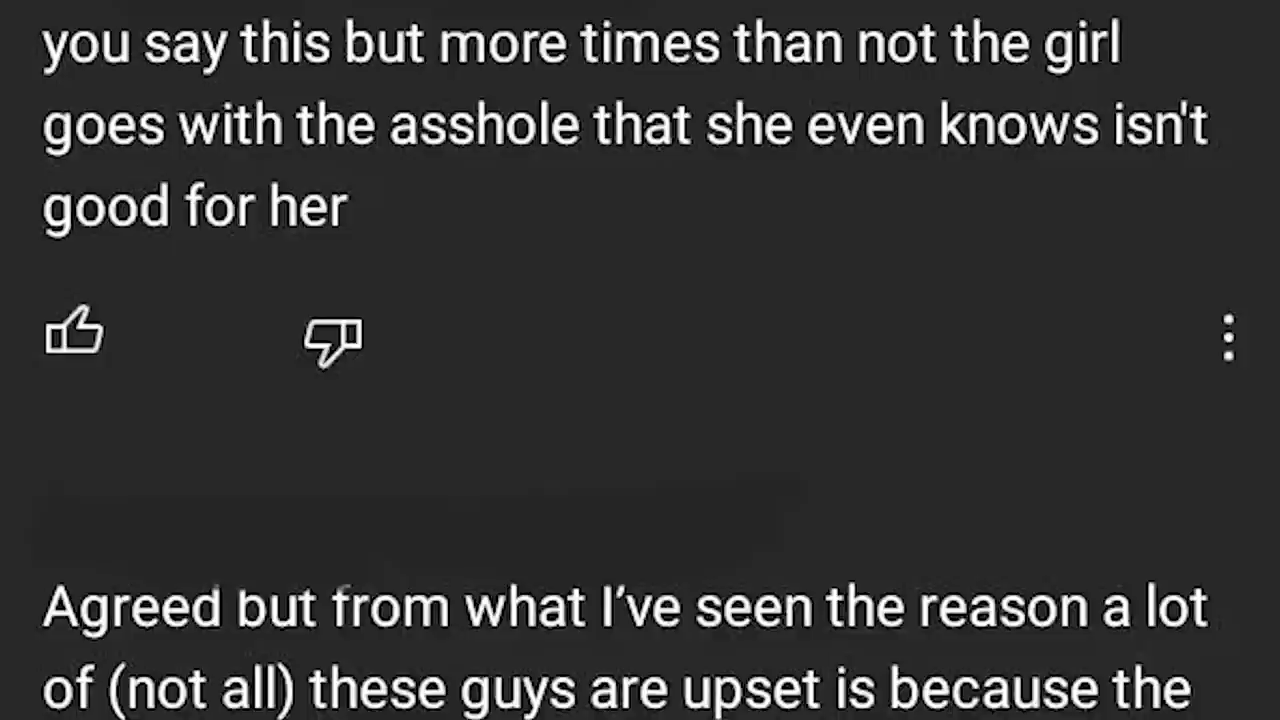 you say this but more times than not the girl
goes with the asshole that she even knows isn't
good for her
Agreed but from what I’ve seen the reason a lot
of (not all) these guys are upset is because the